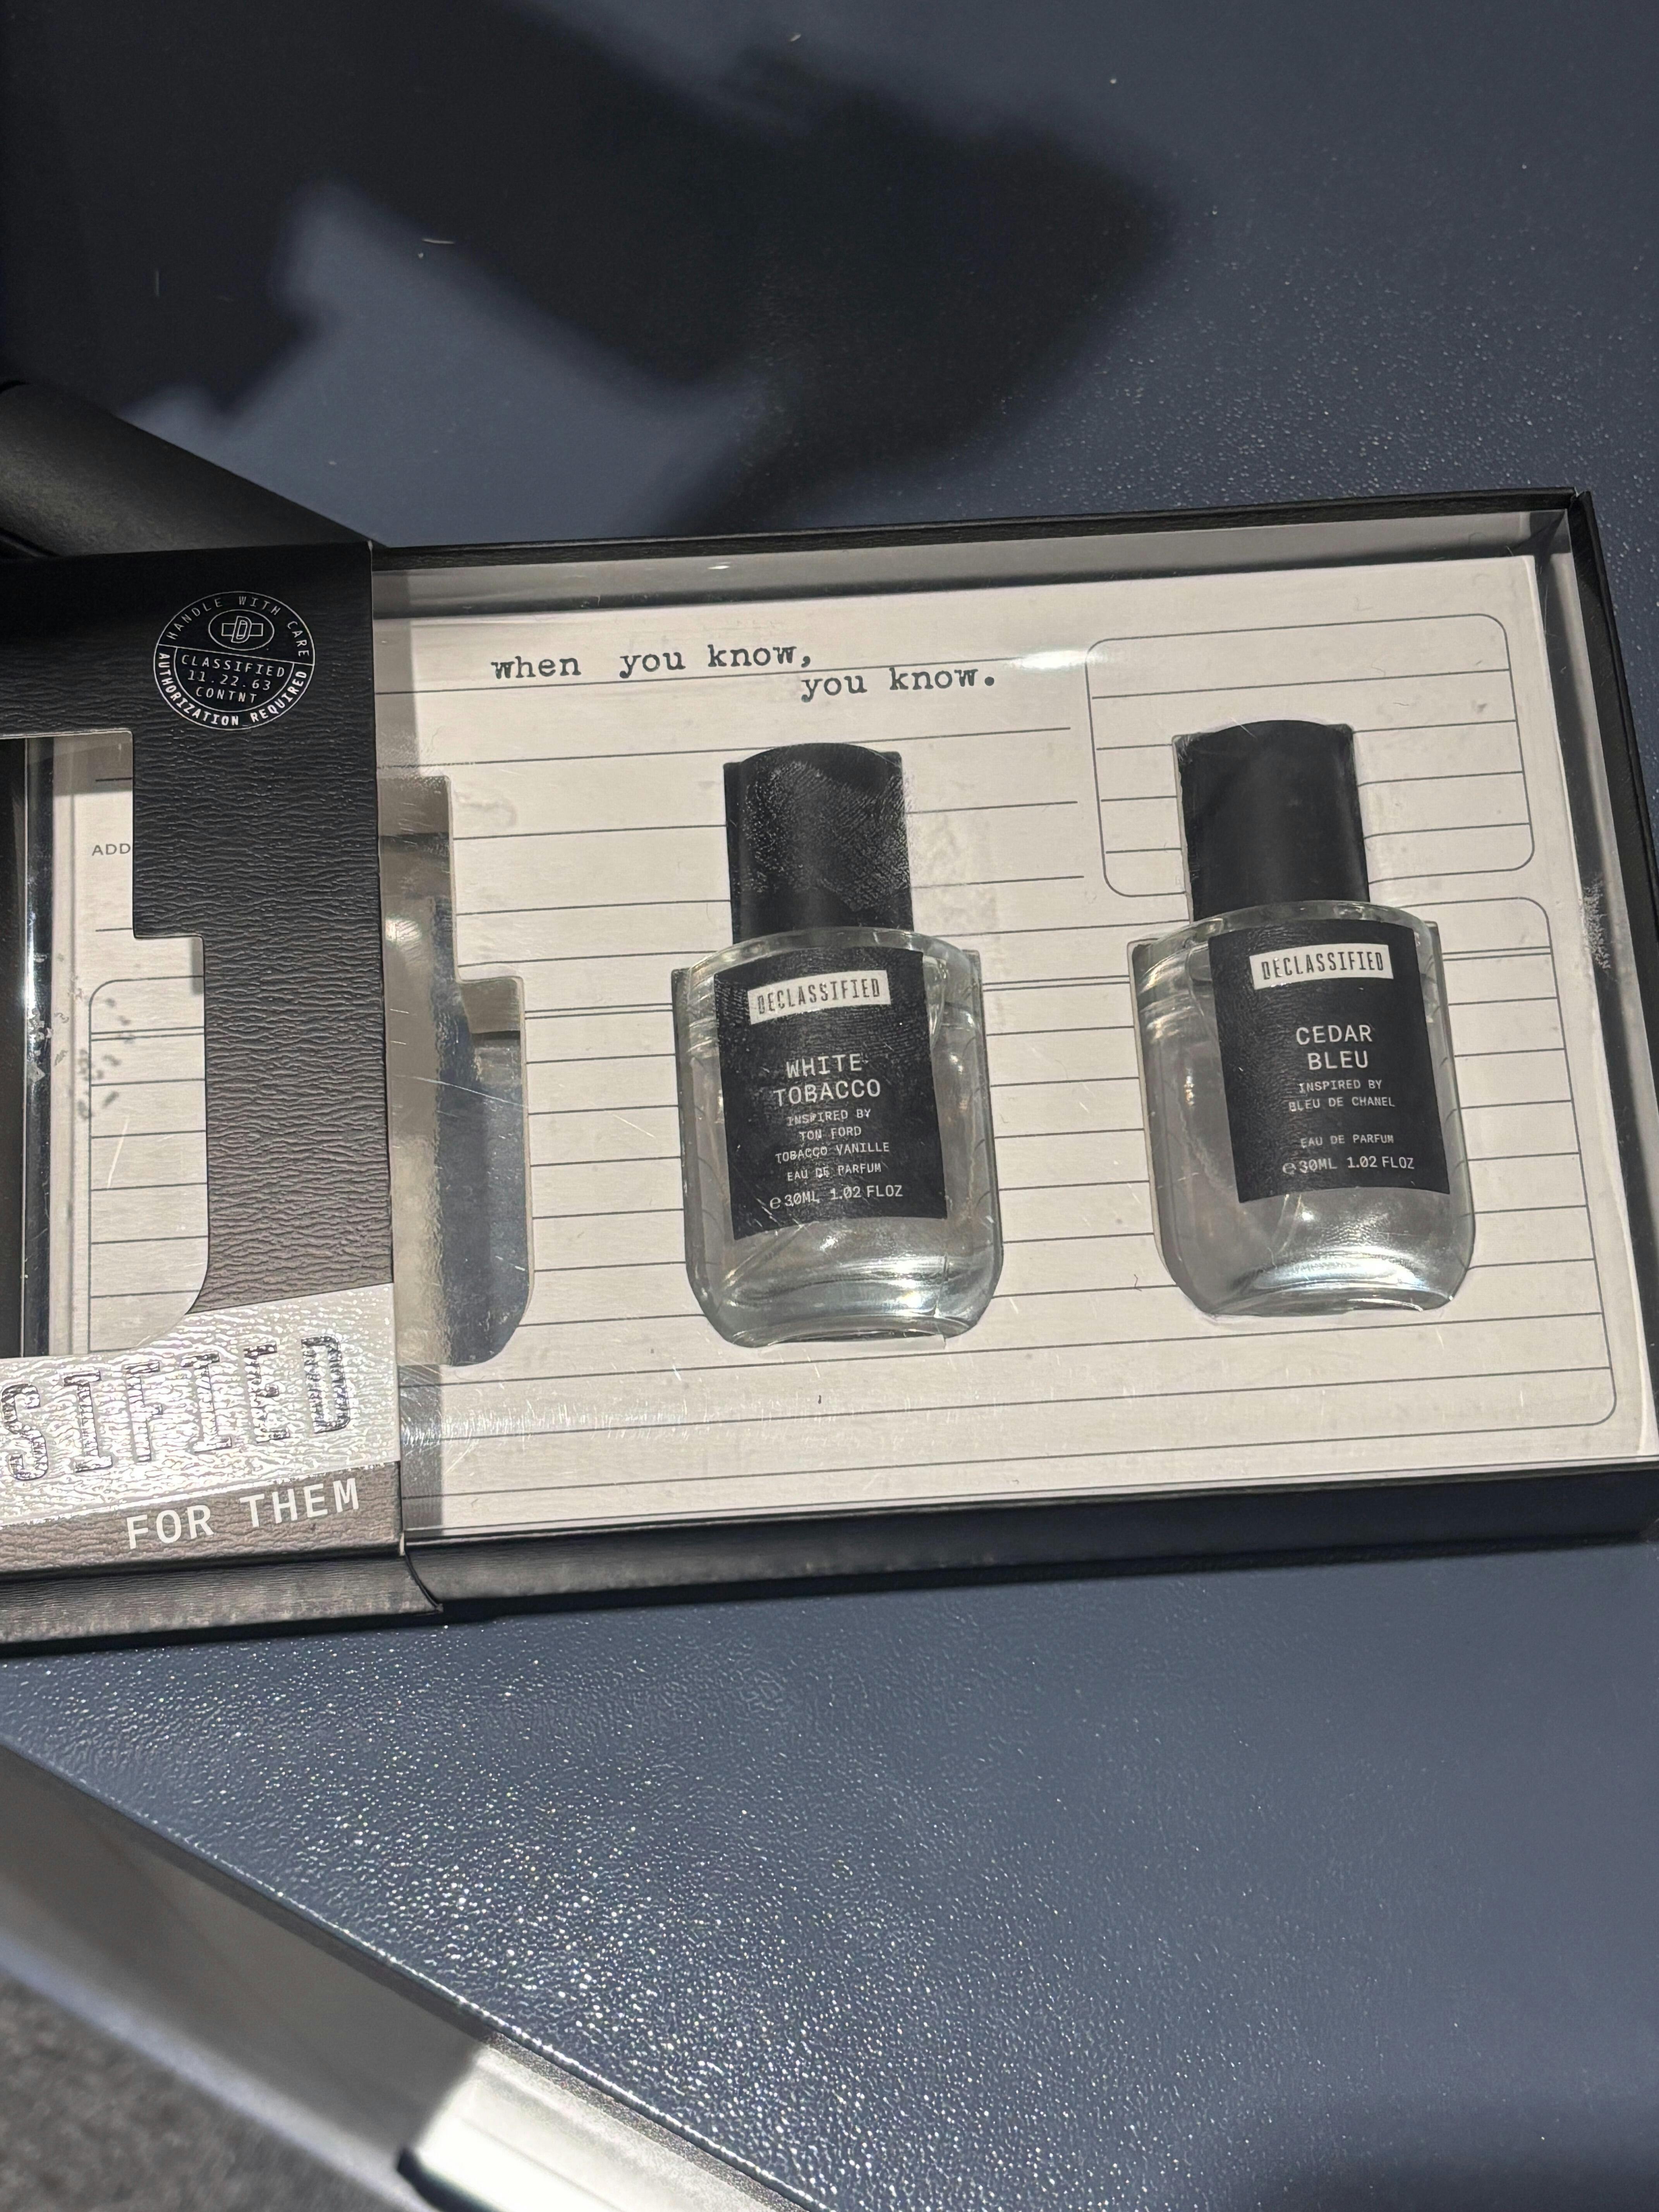 HANDLE WITH CARE
CLASSIFIED
11.22.63
CONTNT
AUTHORIZATION REQUIRED
when you know,
you know.
ADD
DECLASSIFIED
WHITE
TOBACCO
INSPIRED BY
TOM FORD
TOBACCO VANILLE
EAU DE PARFUM
℮30ML 1.02 FLOZ
DECLASSIFIED
CEDAR
BLEU
INSPIRED BY
BLEU DE CHANEL
EAU DE PARFUM
℮30ML 1.02 FLOZ
SIFIED
FOR THEM